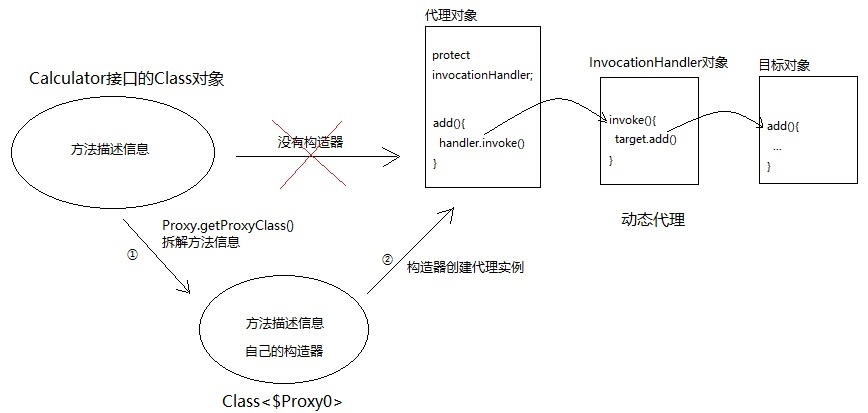 代理对象
protect
invocationHandler;
add(){
handler.invoke()
}
InvocationHandler对象
invoke(){
target.add()
}
目标对象
add(){
...
}
动态代理
Calculator接口的Class对象
方法描述信息
没有构造器
Proxy.getProxyClass()
拆解方法信息
①
②
构造器创建代理实例
方法描述信息
自己的构造器
Class<$Proxy0>